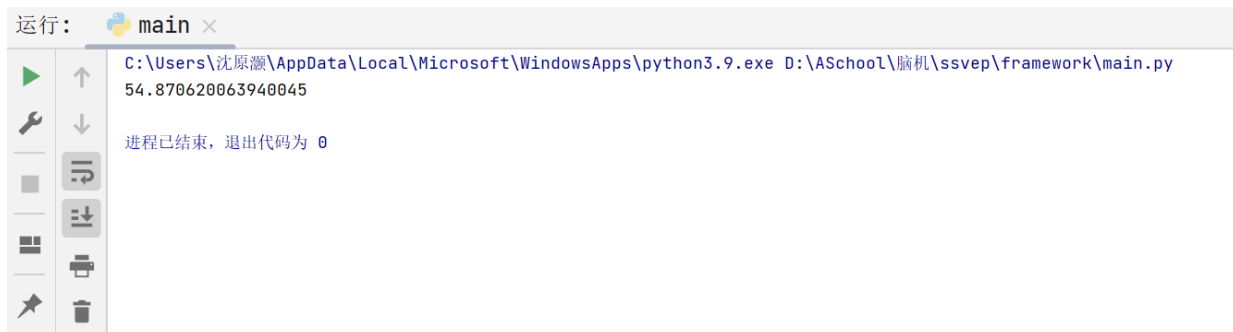 运行: main ×
C:\Users\沈原灏\AppData\Local\Microsoft\WindowsApps\python3.9.exe D:\ASchool\脑机\ssvep\framework\main.py
54.870620063940045
进程已结束，退出代码为 0